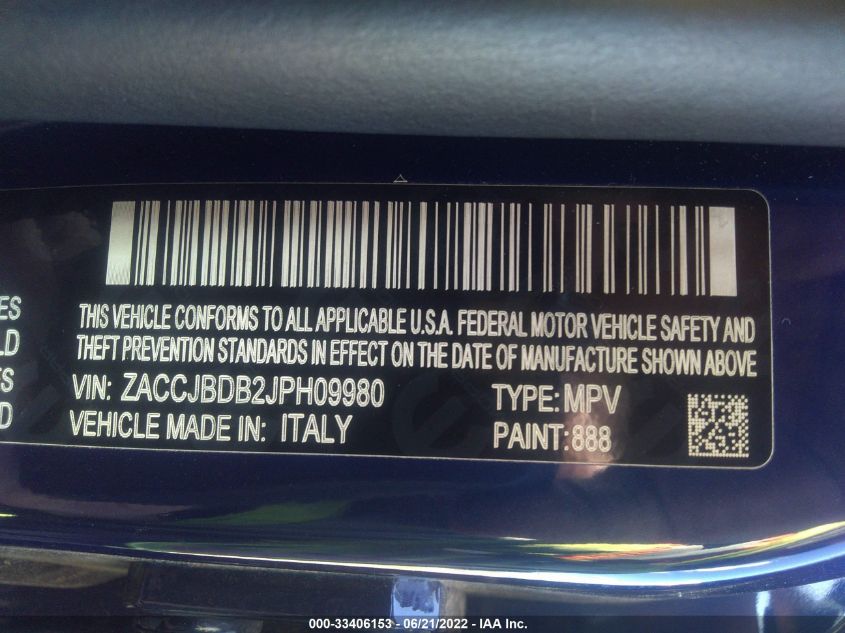 THIS VEHICLE CONFORMS TO ALL APPLICABLE U.S.A. FEDERAL MOTOR VEHICLE SAFETY AND
THEFT PREVENTION STANDARDS IN EFFECT ON THE DATE OF MANUFACTURE SHOWN ABOVE
VIN: ZACCJBDB2JPH09980 TYPE: MPV
VEHICLE MADE IN: ITALY PAINT: 888
000-33406153 - 06/21/2022 - IAA Inc.